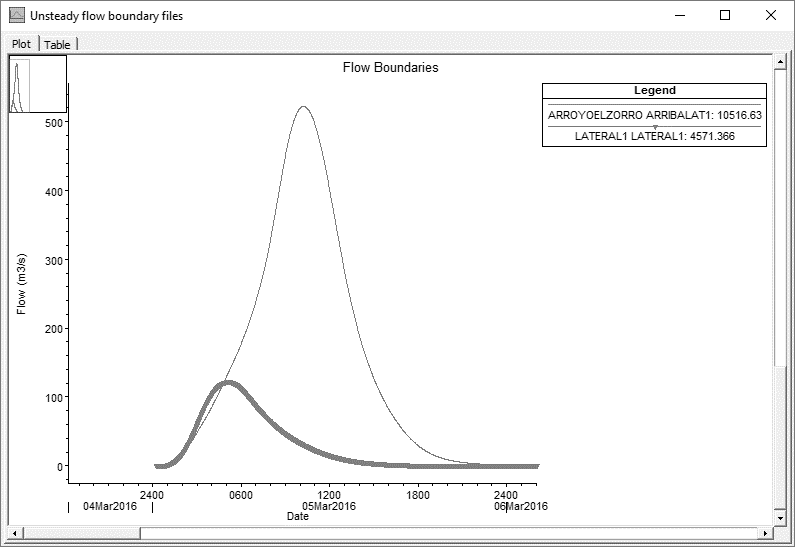 Unsteady flow boundary files
Plot
Table
Flow Boundaries
Legend
ARROYOELZORRO ARRIBALAT1: 10516.63
LATERAL1 LATERAL1: 4571.366
Flow (m3/s)
500
400
300
200
100
0
2400 0600 1200 1800 2400
04Mar2016 05Mar2016 06Mar2016
Date